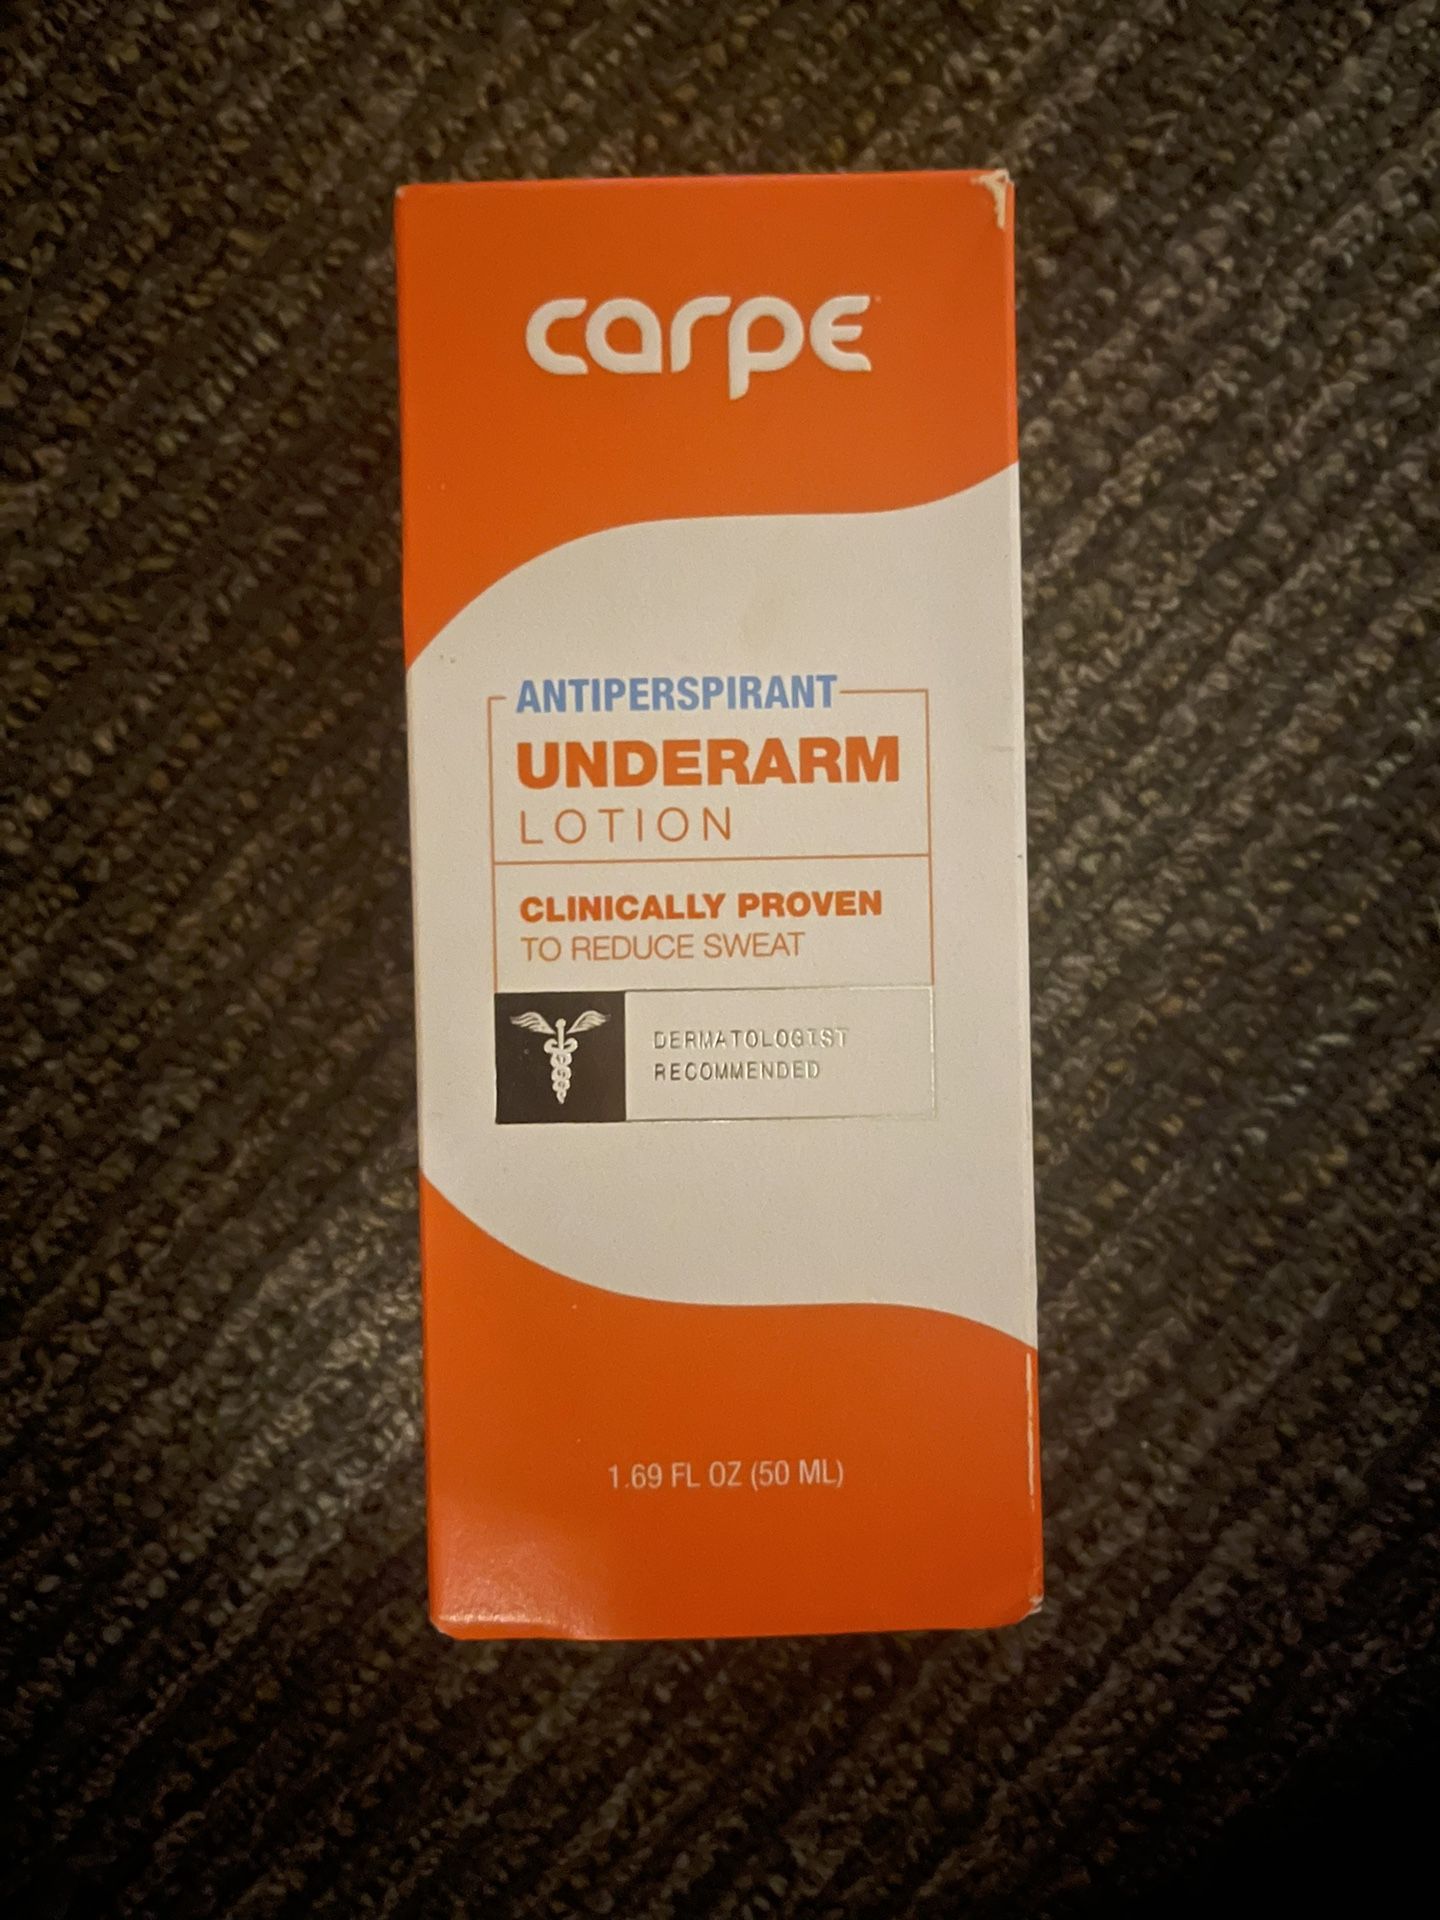 carpe
ANTIPERSPIRANT
UNDERARM
LOTION
CLINICALLY PROVEN
TO REDUCE SWEAT
DERMATOLOGIST
RECOMMENDED
1.69 FL OZ (50 ML)